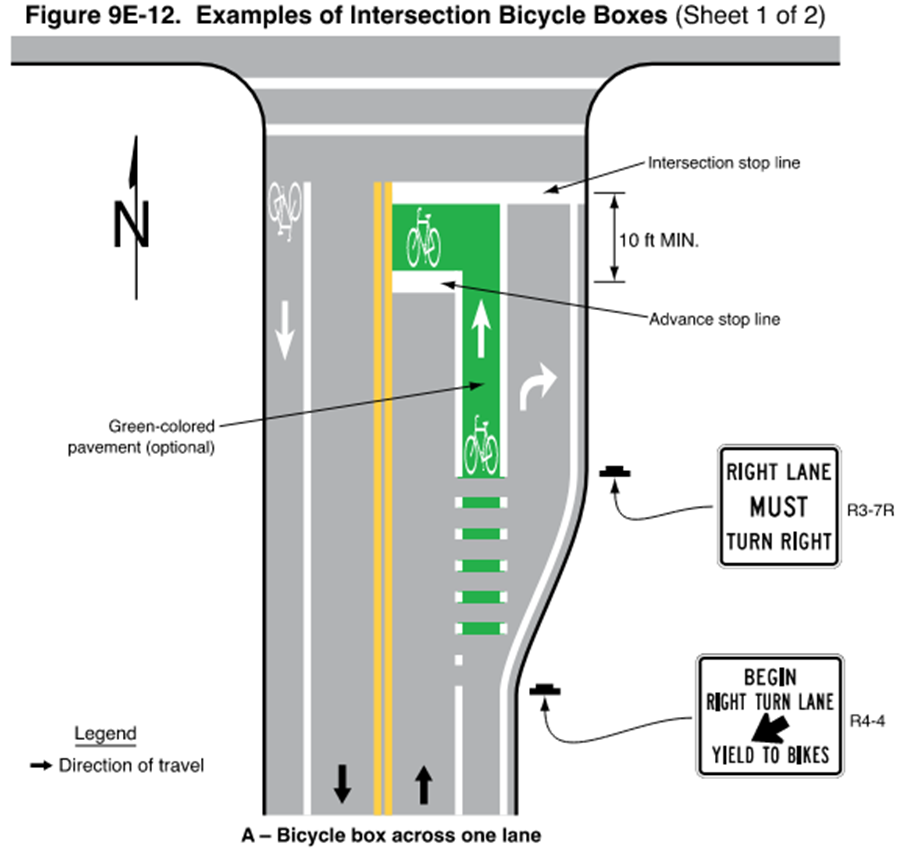 Figure 9E-12. Examples of Intersection Bicycle Boxes (Sheet 1 of 2)
Intersection stop line
N
10 ft MIN.
Advance stop line
Green-colored
pavement (optional)
RIGHT LANE
MUST
TURN RIGHT
R3-7R
BEGIN
RIGHT TURN LANE
YIELD TO BIKES
R4-4
Legend
Direction of travel
A – Bicycle box across one lane